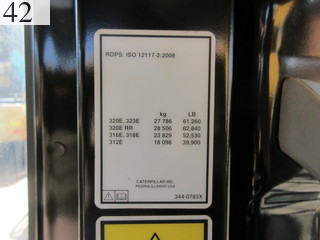 42
ROPS: ISO 12117-2:2008
kg LB
320E, 323E 27 786 61,260
320E RR 28 506 62,840
316E, 318E 23 829 52,530
312E 18 098 39,900
CATERPILLAR INC.
PEORIA, ILLINOIS USA
344-0783X